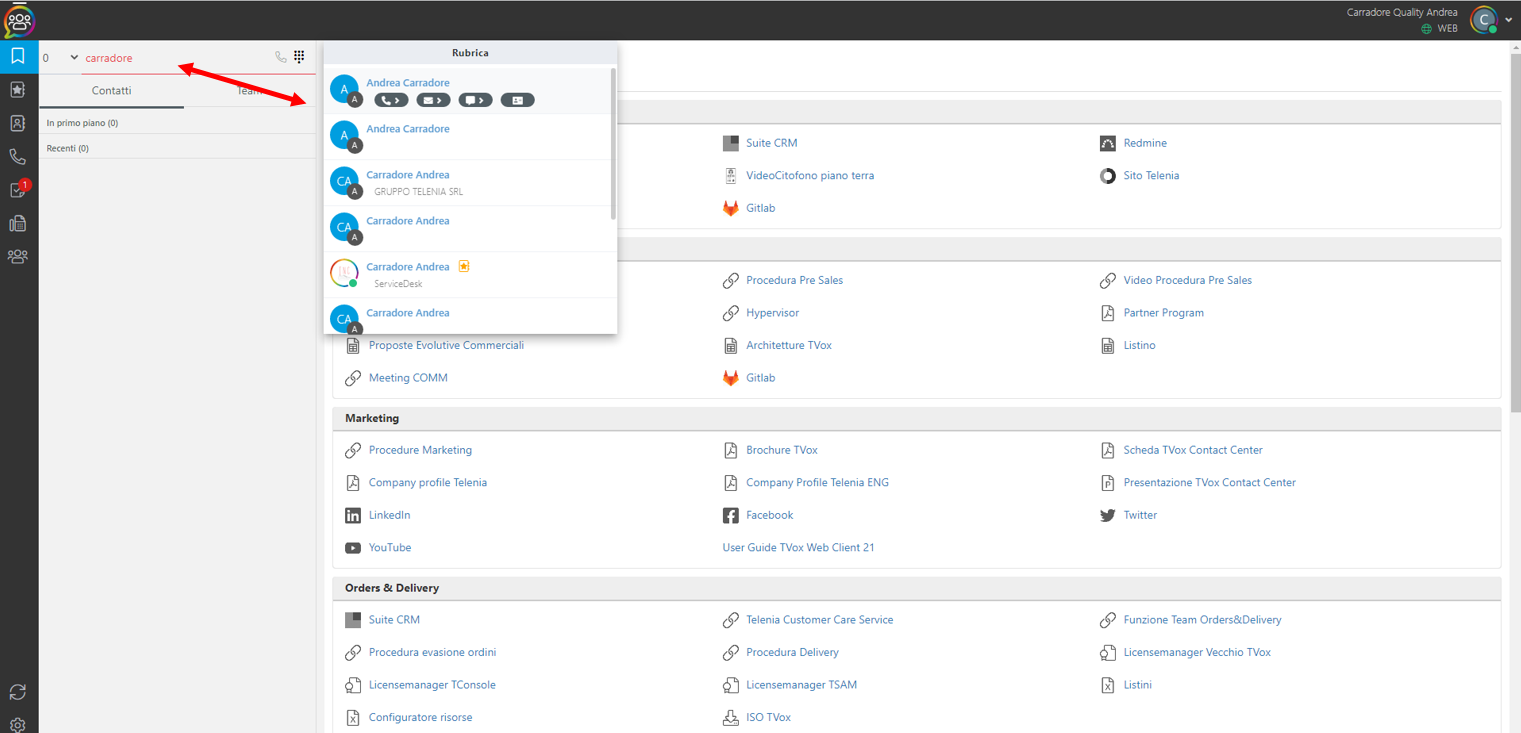 Carradore Quality Andrea
C
WEB
0
carradore
Contatti
Team
In primo piano (0)
Recenti (0)
1
Rubrica
A
A
Andrea Carradore
A
A
Andrea Carradore
CA
A
Carradore Andrea
GRUPPO TELENIA SRL
CA
A
Carradore Andrea
Carradore Andrea
ServiceDesk
CA
A
Carradore Andrea
Suite CRM
Redmine
VideoCitofono piano terra
Sito Telenia
Gitlab
Procedura Pre Sales
Video Procedura Pre Sales
Hypervisor
Partner Program
Proposte Evolutive Commerciali
Architetture TVox
Listino
Meeting COMM
Gitlab
Marketing
Procedure Marketing
Brochure TVox
Scheda TVox Contact Center
Company profile Telenia
Company Profile Telenia ENG
Presentazione TVox Contact Center
LinkedIn
Facebook
Twitter
YouTube
User Guide TVox Web Client 21
Orders & Delivery
Suite CRM
Telenia Customer Care Service
Funzione Team Orders&Delivery
Procedura evasione ordini
Procedura Delivery
Licensemanager Vecchio TVox
Licensemanager TConsole
Licensemanager TSAM
Listini
Configuratore risorse
ISO TVox